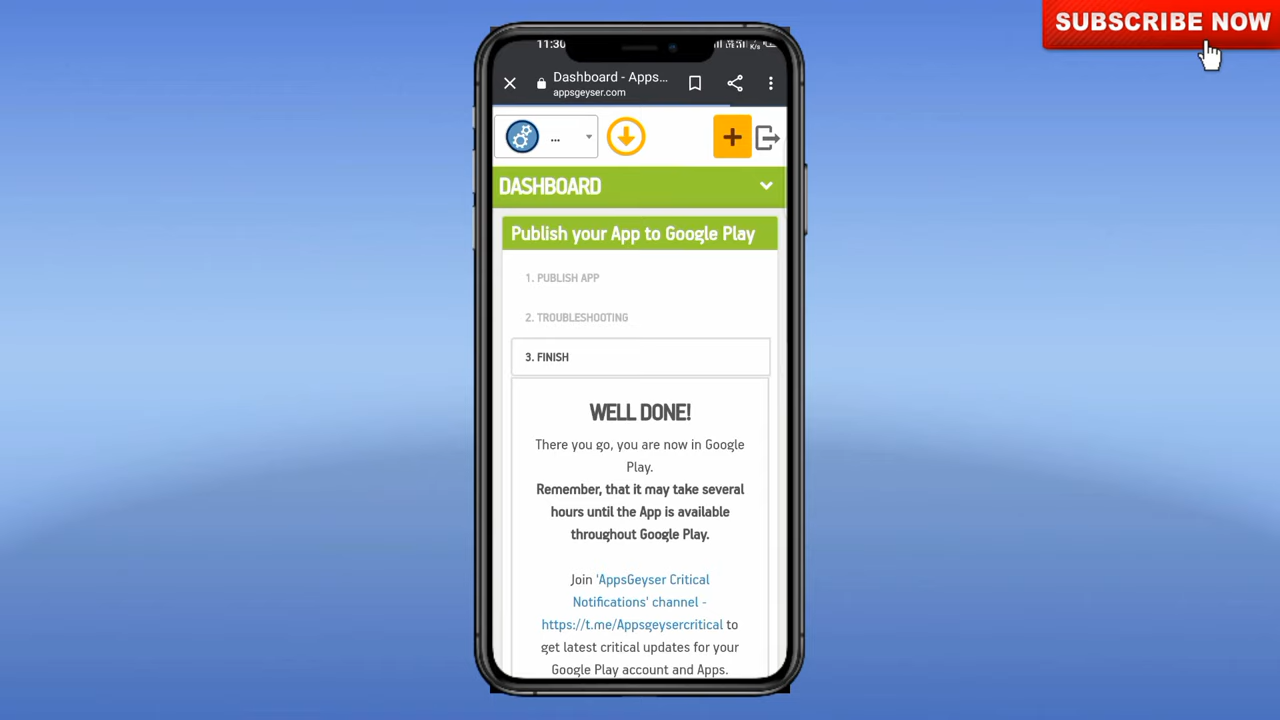 SUBSCRIBE NOW
11:30
Dashboard - Apps...
appsgeyser.com
...
DASHBOARD
Publish your App to Google Play
1. PUBLISH APP
2. TROUBLESHOOTING
3. FINISH
WELL DONE!
There you go, you are now in Google
Play.
Remember, that it may take several
hours until the App is available
throughout Google Play.
Join 'AppsGeyser Critical
Notifications' channel -
https://t.me/Appsgeysercritical to
get latest critical updates for your
Google Play account and Apps.